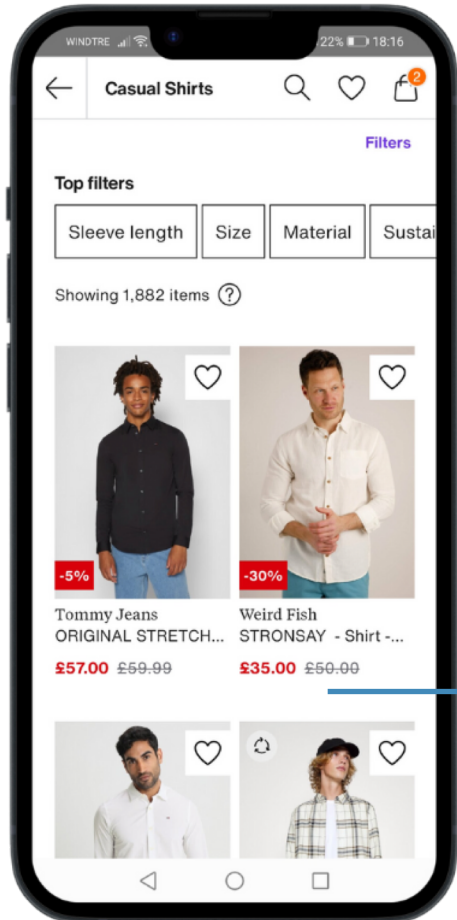 WINDTRE 22% 18:16
Casual Shirts 2
Filters
Top filters
Sleeve length Size Material Sustai
Showing 1,882 items ?
-5% -30%
Tommy Jeans Weird Fish
ORIGINAL STRETCH... STRONSAY - Shirt -...
£57.00 £59.99 £35.00 £50.00